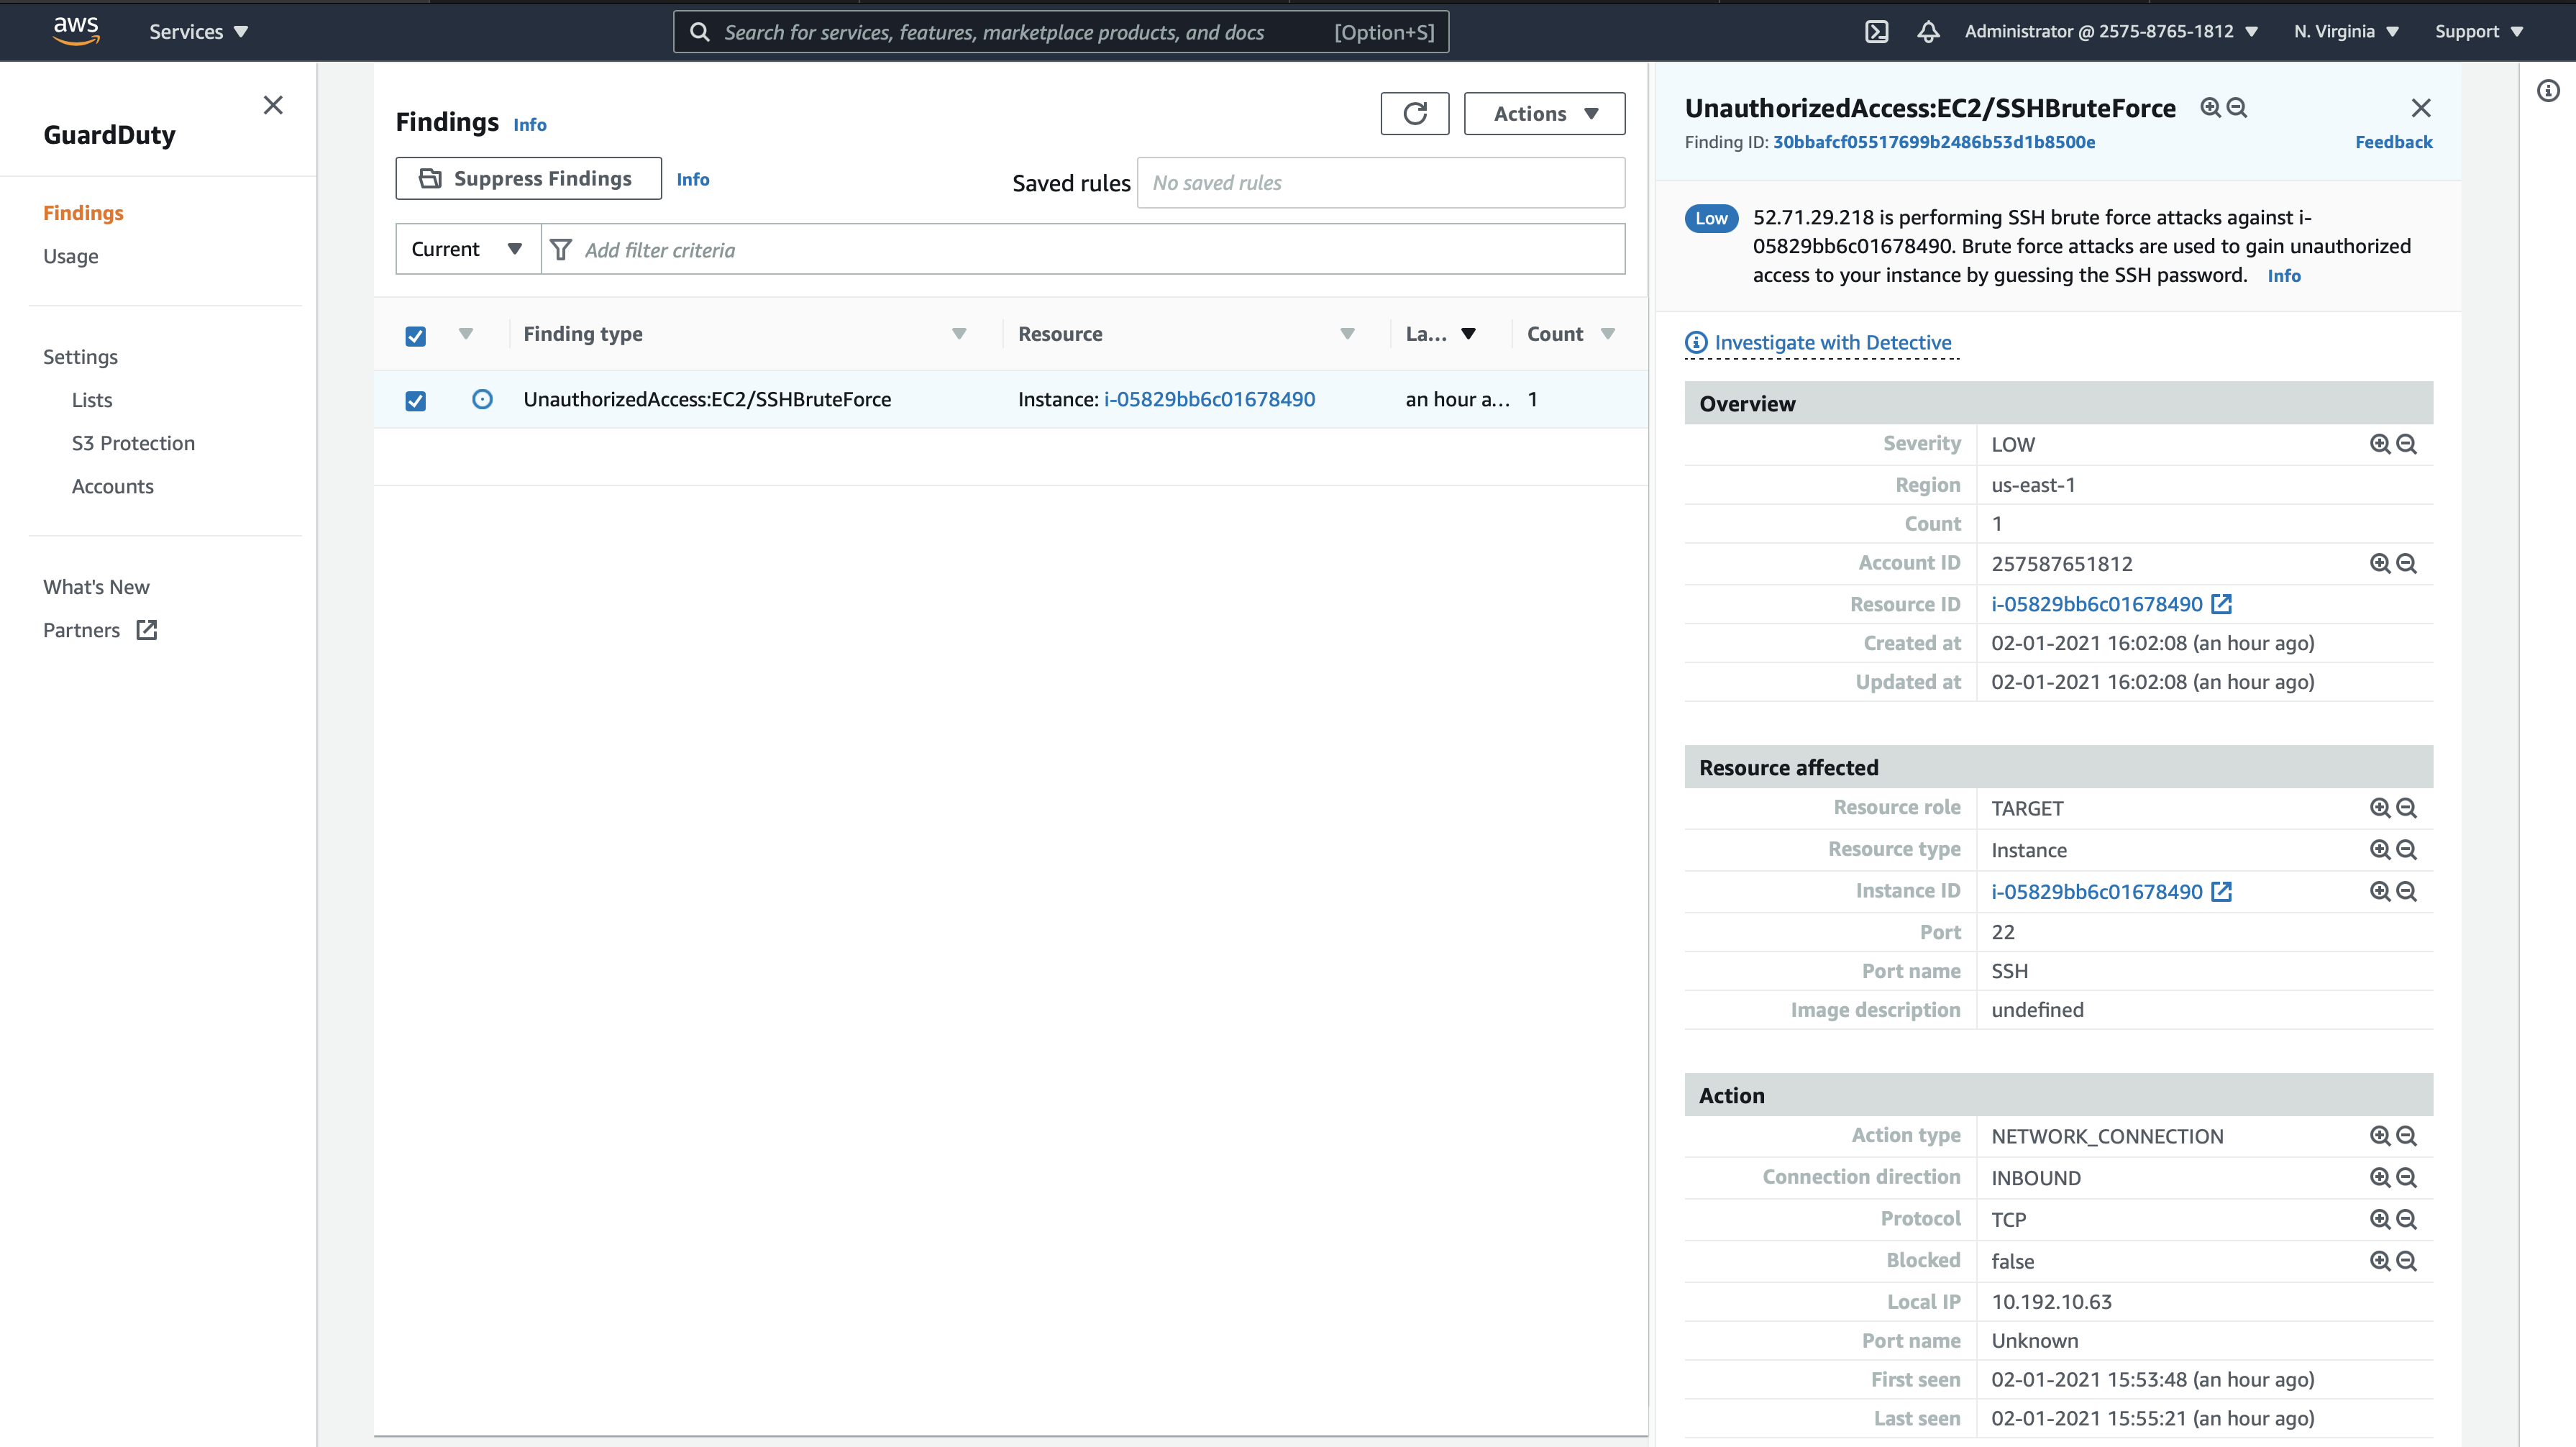 aws
Services
Search for services, features, marketplace products, and docs
[Option+S]
Administrator @ 2575-8765-1812
N. Virginia
Support
GuardDuty
Findings
Usage
Settings
Lists
S3 Protection
Accounts
What's New
Partners
Findings Info
Actions
Suppress Findings
Info
Saved rules
No saved rules
Current
Add filter criteria
Finding type
Resource
La...
Count
UnauthorizedAccess:EC2/SSHBruteForce
Instance: i-05829bb6c01678490
an hour a...
1
UnauthorizedAccess:EC2/SSHBruteForce
Finding ID: 30bbafcf05517699b2486b53d1b8500e
Feedback
Low
52.71.29.218 is performing SSH brute force attacks against i-
05829bb6c01678490. Brute force attacks are used to gain unauthorized
access to your instance by guessing the SSH password. Info
Investigate with Detective
Overview
Severity LOW
Region us-east-1
Count 1
Account ID 257587651812
Resource ID i-05829bb6c01678490
Created at 02-01-2021 16:02:08 (an hour ago)
Updated at 02-01-2021 16:02:08 (an hour ago)
Resource affected
Resource role TARGET
Resource type Instance
Instance ID i-05829bb6c01678490
Port 22
Port name SSH
Image description undefined
Action
Action type NETWORK_CONNECTION
Connection direction INBOUND
Protocol TCP
Blocked false
Local IP 10.192.10.63
Port name Unknown
First seen 02-01-2021 15:53:48 (an hour ago)
Last seen 02-01-2021 15:55:21 (an hour ago)